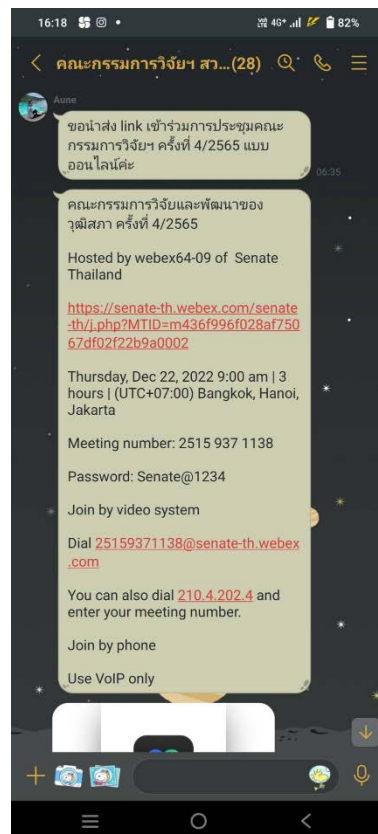 16:18
4G+
82%
คณะกรรมการวิจัยฯ สว...(28)
Aune
ขอนำส่ง link เข้าร่วมการประชุมคณะ
กรรมการวิจัยฯ ครั้งที่ 4/2565 แบบ
ออนไลน์ค่ะ
06:35
คณะกรรมการวิจัยและพัฒนาของ
วุฒิสภา ครั้งที่ 4/2565
Hosted by webex64-09 of Senate
Thailand
https://senate-th.webex.com/senate
-th/j.php?MTID=m436f996f028af750
67df02f22b9a0002
Thursday, Dec 22, 2022 9:00 am | 3
hours | (UTC+07:00) Bangkok, Hanoi,
Jakarta
Meeting number: 2515 937 1138
Password: Senate@1234
Join by video system
Dial 25159371138@senate-th.webex
.com
You can also dial 210.4.202.4 and
enter your meeting number.
Join by phone
Use VoIP only